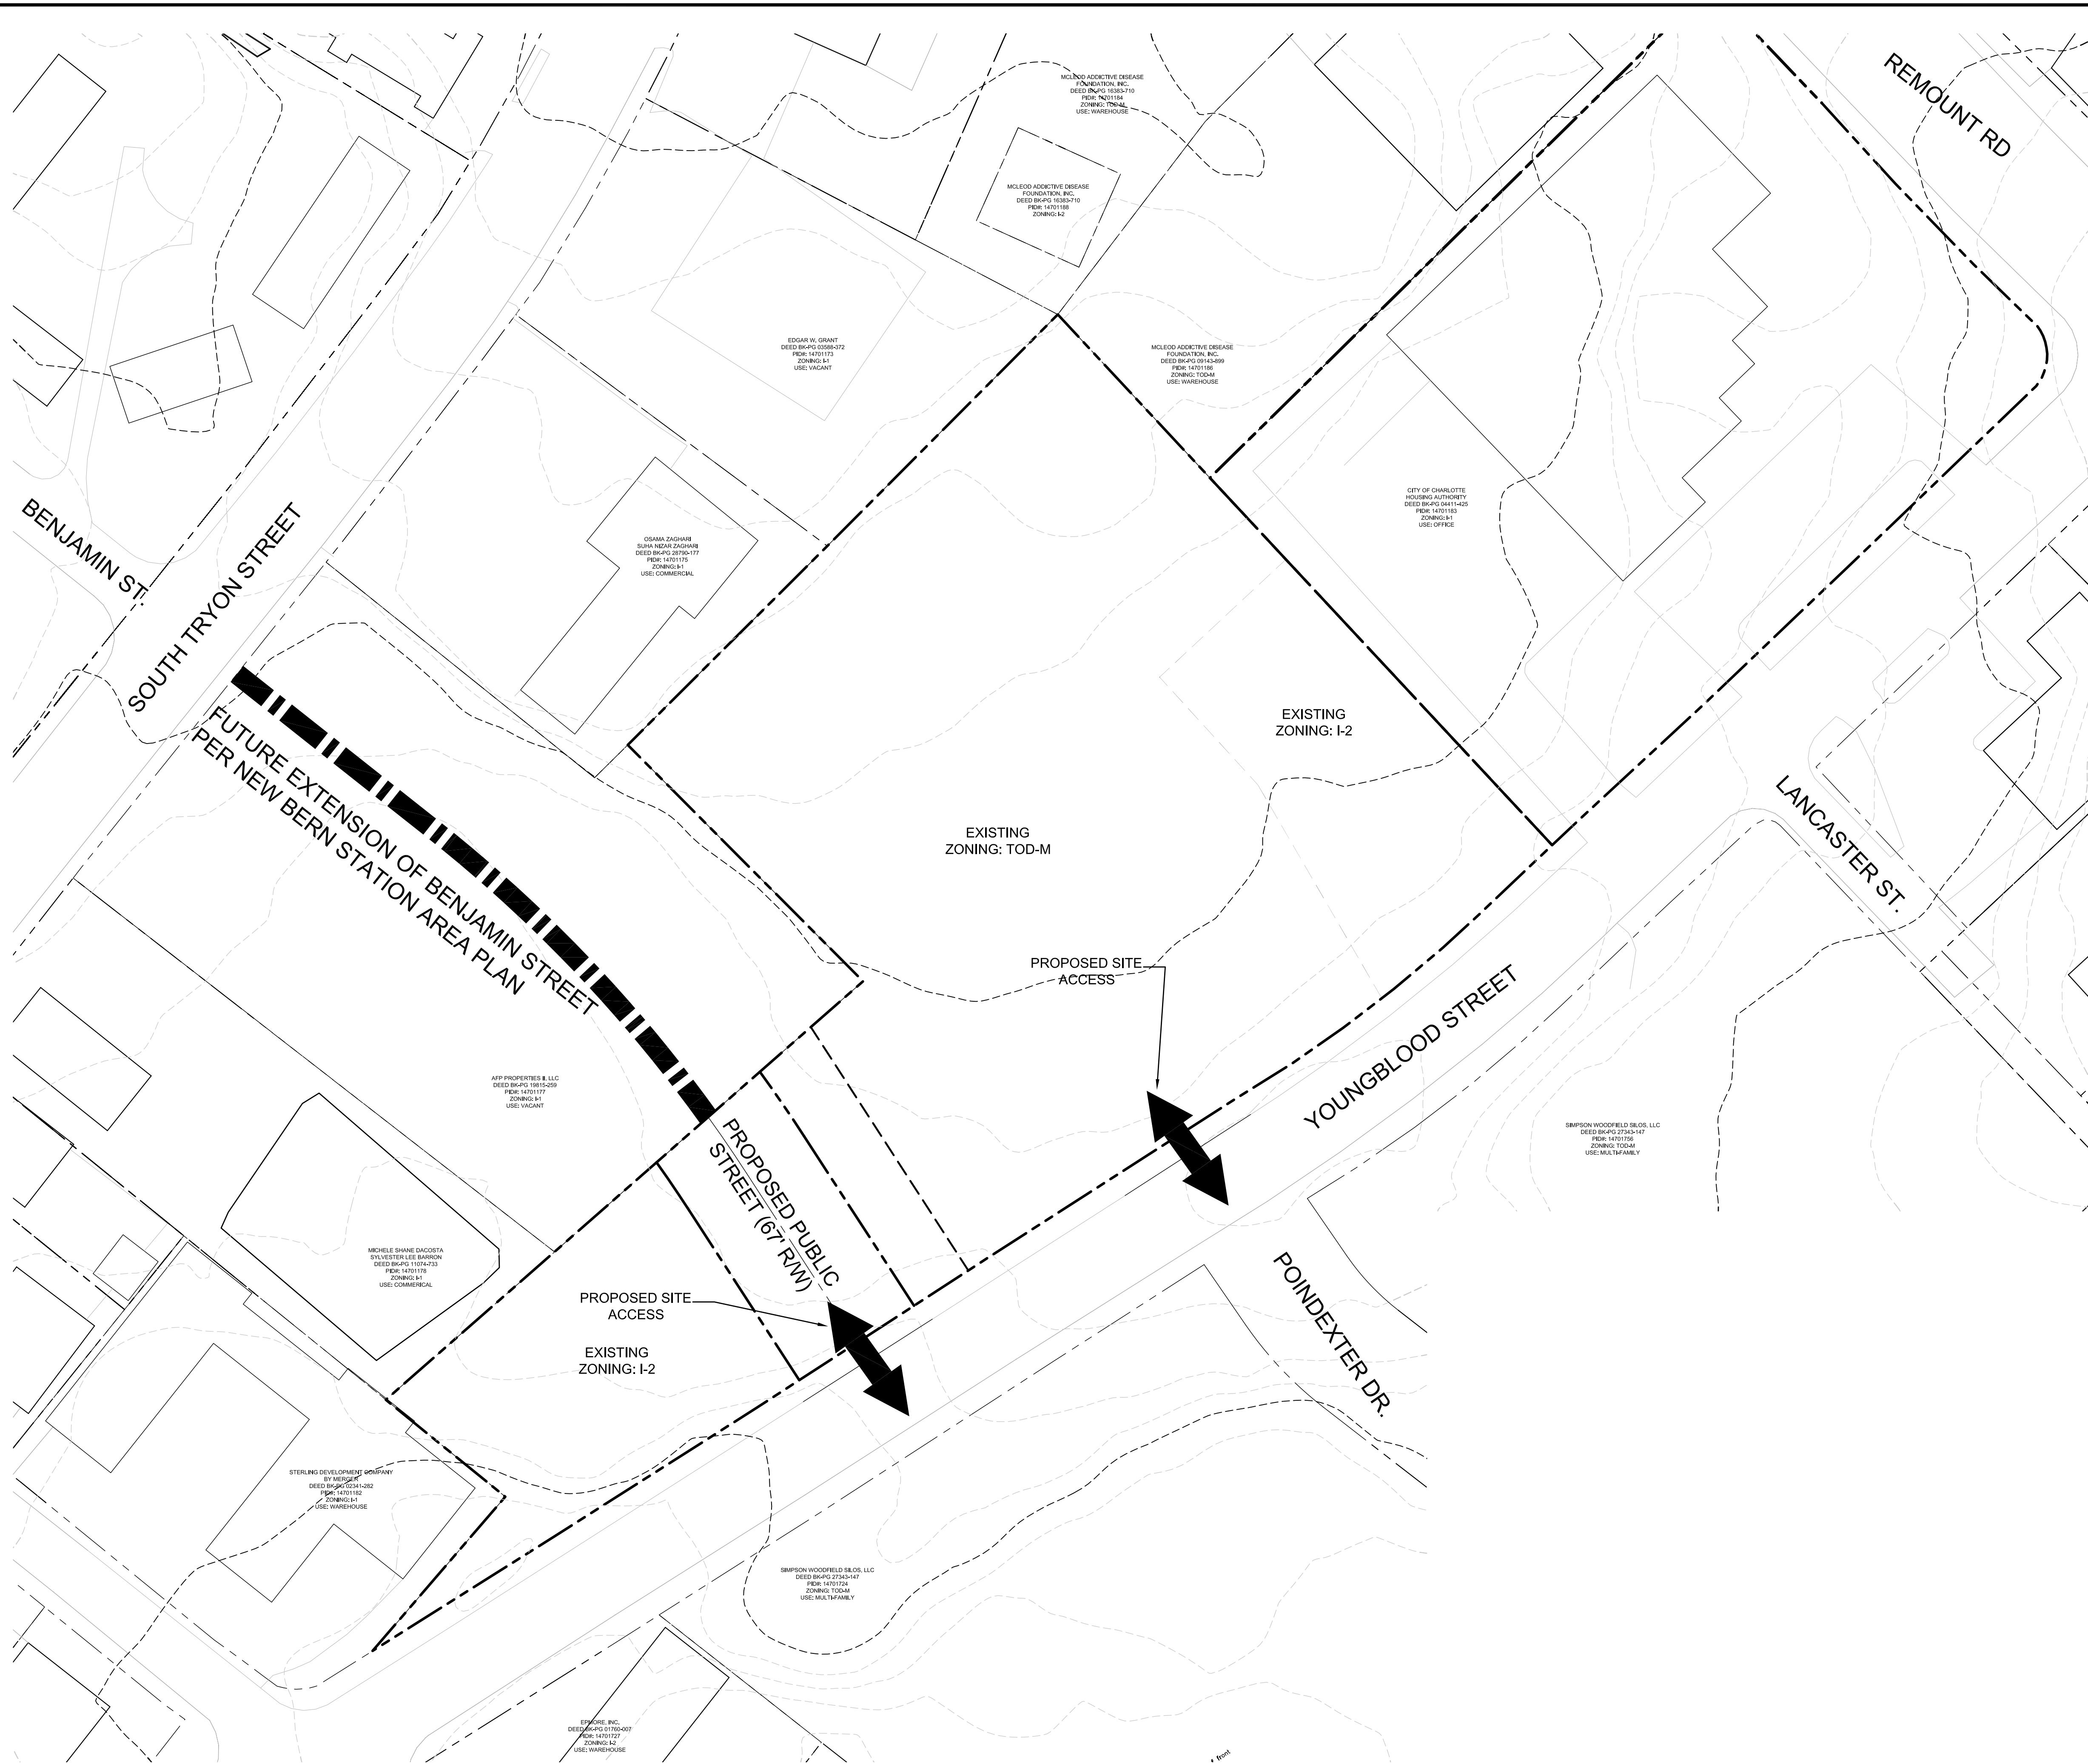 REMOUNT RD
MCLEOD ADDICTIVE DISEASE
FOUNDATION, INC.
DEED BK-PG 16383-710
PID#: 14701184
ZONING: TOD-M
USE: WAREHOUSE
MCLEOD ADDICTIVE DISEASE
FOUNDATION, INC.
DEED BK-PG 16383-710
PID#: 14701188
ZONING: I-2
EDGAR W. GRANT
DEED BK-PG 03588-372
PID#: 14701173
ZONING: I-1
USE: VACANT
MCLEOD ADDICTIVE DISEASE
FOUNDATION, INC.
DEED BK-PG 09143-899
PID#: 14701186
ZONING: TOD-M
USE: WAREHOUSE
CITY OF CHARLOTTE
HOUSING AUTHORITY
DEED BK-PG 04411-425
PID#: 14701183
ZONING: I-1
USE: OFFICE
BENJAMIN ST.
SOUTH TRYON STREET
OSAMA ZAGHARI
SUHA NIZAR ZAGHARI
DEED BK-PG 28790-177
PID#: 14701175
ZONING: I-1
USE: COMMERCIAL
EXISTING
ZONING: I-2
FUTURE EXTENSION OF BENJAMIN STREET
PER NEW BERN STATION AREA PLAN
EXISTING
ZONING: TOD-M
LANCASTER ST.
PROPOSED SITE
ACCESS
YOUNGBLOOD STREET
AFP PROPERTIES II, LLC
DEED BK-PG 19815-259
PID#: 14701177
ZONING: I-1
USE: VACANT
PROPOSED PUBLIC
STREET (67' R/W)
SIMPSON WOODFIELD SILOS, LLC
DEED BK-PG 27343-147
PID#: 14701756
ZONING: TOD-M
USE: MULTI-FAMILY
MICHELE SHANE DACOSTA
SYLVESTER LEE BARRON
DEED BK-PG 11074-733
PID#: 14701178
ZONING: I-1
USE: COMMERICAL
PROPOSED SITE
ACCESS
POINDEXTER DR.
EXISTING
ZONING: I-2
STERLING DEVELOPMENT COMPANY
BY MERGER
DEED BK-PG 02341-282
PID#: 14701182
ZONING: I-1
USE: WAREHOUSE
SIMPSON WOODFIELD SILOS, LLC
DEED BK-PG 27343-147
PID#: 14701724
ZONING: TOD-M
USE: MULTI-FAMILY
EPMORE, INC.
DEED BK-PG 01760-007
PID#: 14701727
ZONING: I-2
USE: WAREHOUSE
front